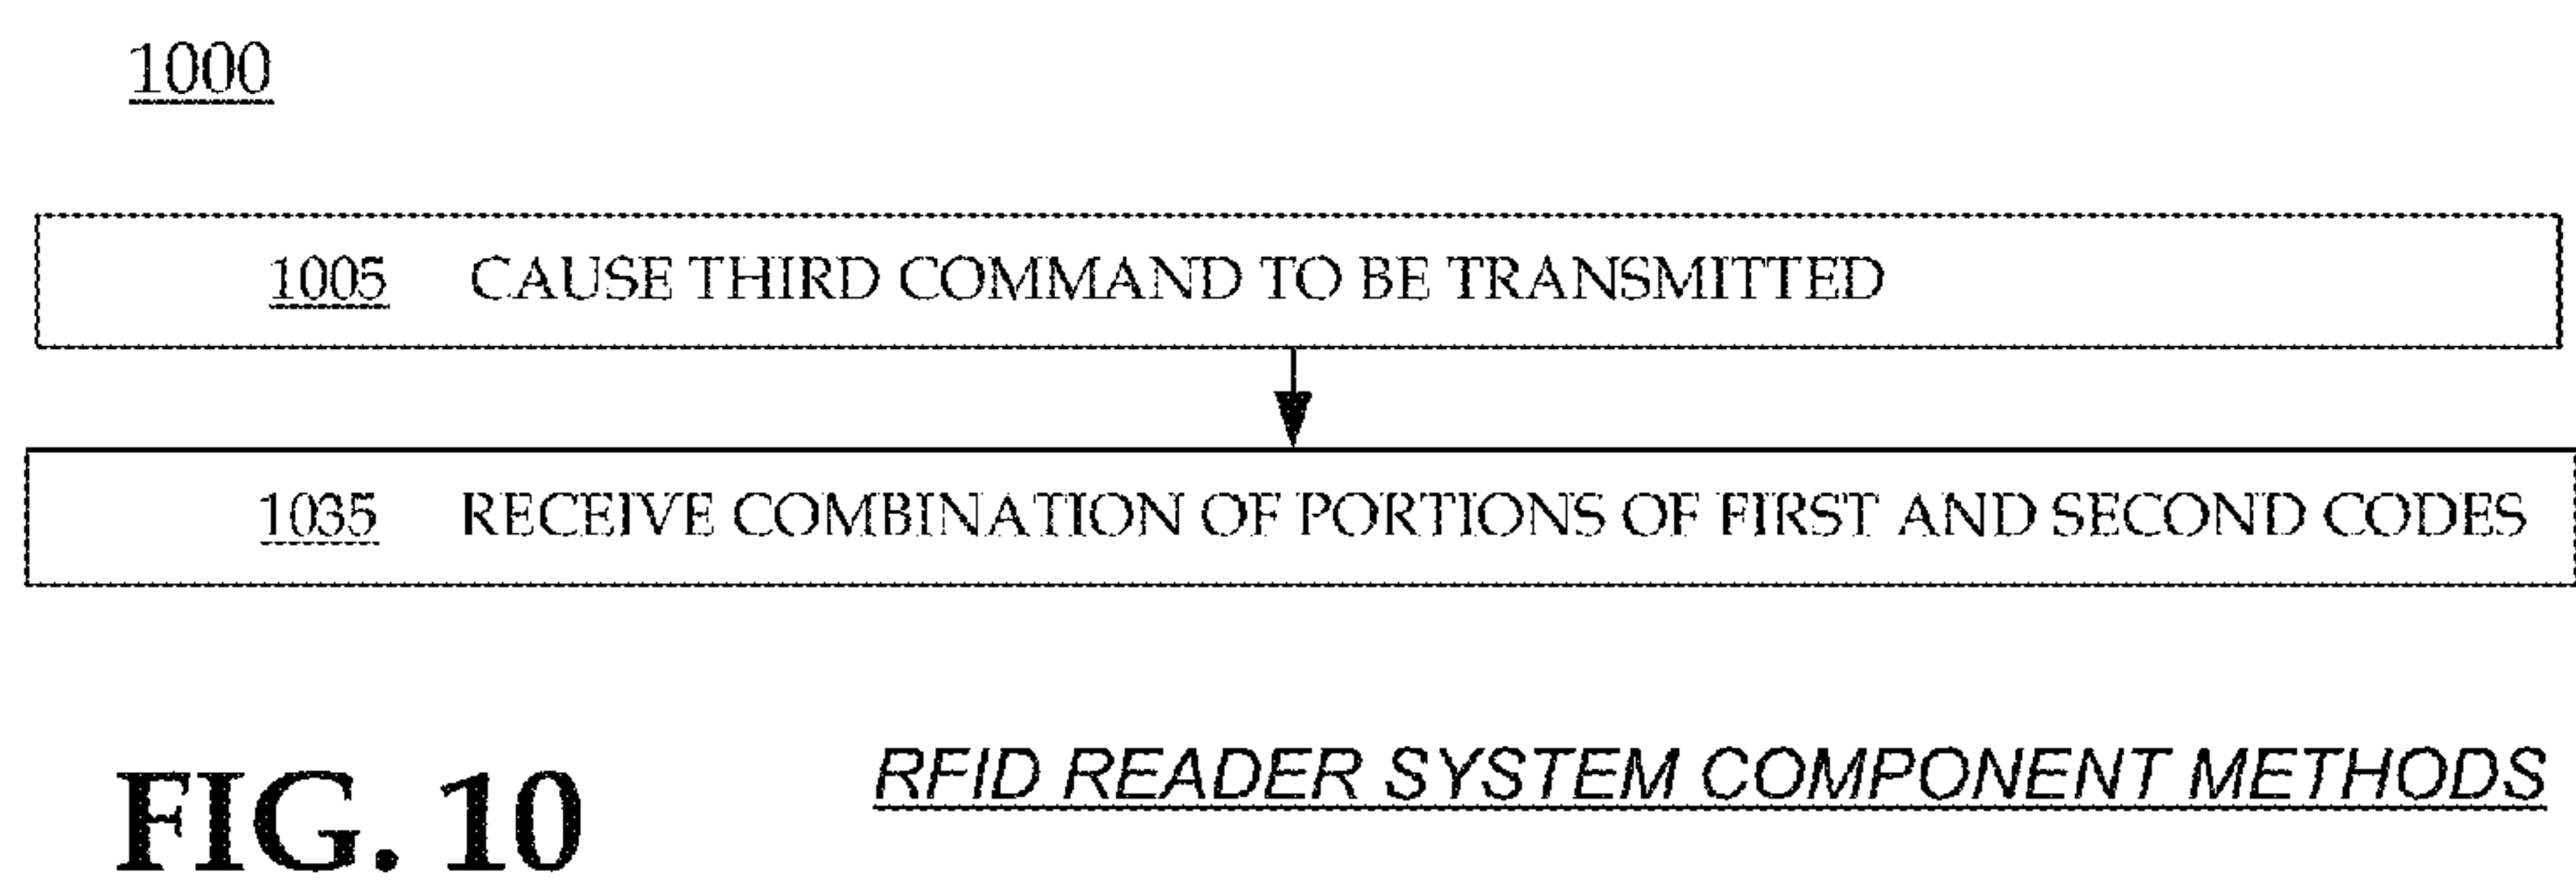 1000
1005 CAUSE THIRD COMMAND TO BE TRANSMITTED
1035 RECEIVE COMBINATION OF PORTIONS OF FIRST AND SECOND CODES
FIG. 10 RFID READER SYSTEM COMPONENT METHODS